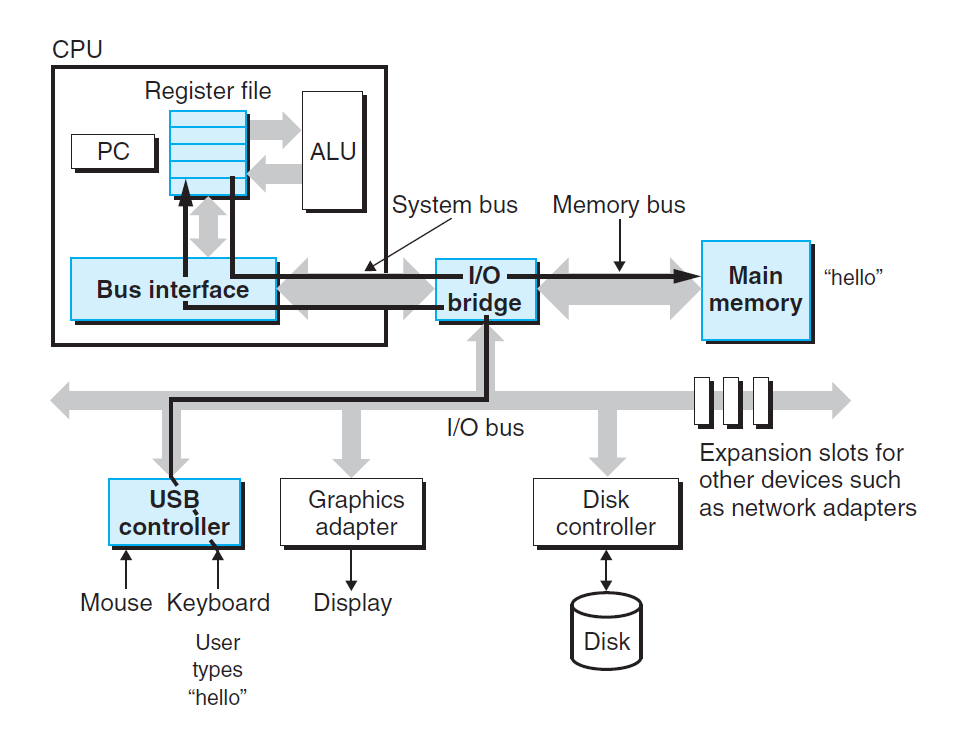 CPU
Register file
PC
ALU
System bus
Memory bus
Bus interface
I/O
bridge
Main
memory
“hello”
I/O bus
Expansion slots for
other devices such
as network adapters
USB
controller
Graphics
adapter
Disk
controller
Mouse
Keyboard
Display
Disk
User
types
“hello”